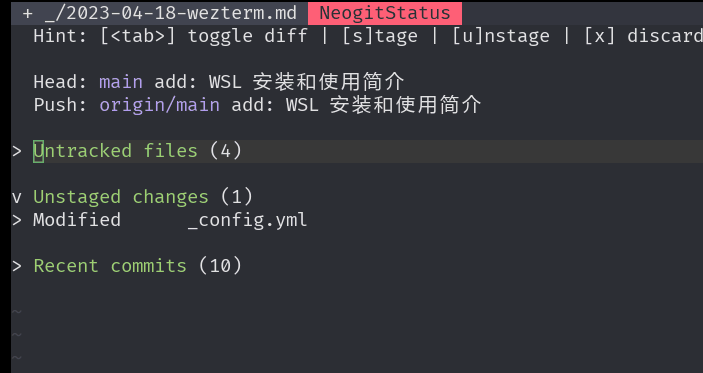 + _/2023-04-18-wezterm.md NeogitStatus
Hint: [<tab>] toggle diff | [s]tage | [u]nstage | [x] discard
Head: main add: WSL 安装和使用简介
Push: origin/main add: WSL 安装和使用简介
> Untracked files (4)
v Unstaged changes (1)
> Modified _config.yml
> Recent commits (10)
~
~
~